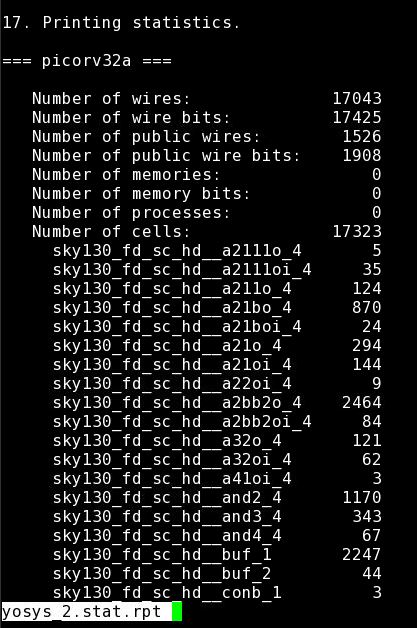 17. Printing statistics.
=== picorv32a ===
Number of wires: 17043
Number of wire bits: 17425
Number of public wires: 1526
Number of public wire bits: 1908
Number of memories: 0
Number of memory bits: 0
Number of processes: 0
Number of cells: 17323
sky130_fd_sc_hd__a2111o_4 5
sky130_fd_sc_hd__a2111oi_4 35
sky130_fd_sc_hd__a211o_4 124
sky130_fd_sc_hd__a21bo_4 870
sky130_fd_sc_hd__a21boi_4 24
sky130_fd_sc_hd__a21o_4 294
sky130_fd_sc_hd__a21oi_4 144
sky130_fd_sc_hd__a22oi_4 9
sky130_fd_sc_hd__a2bb2o_4 2464
sky130_fd_sc_hd__a2bb2oi_4 84
sky130_fd_sc_hd__a32o_4 121
sky130_fd_sc_hd__a32oi_4 62
sky130_fd_sc_hd__a41oi_4 3
sky130_fd_sc_hd__and2_4 1170
sky130_fd_sc_hd__and3_4 343
sky130_fd_sc_hd__and4_4 67
sky130_fd_sc_hd__buf_1 2247
sky130_fd_sc_hd__buf_2 44
sky130_fd_sc_hd__conb_1 3
yosys_2.stat.rpt